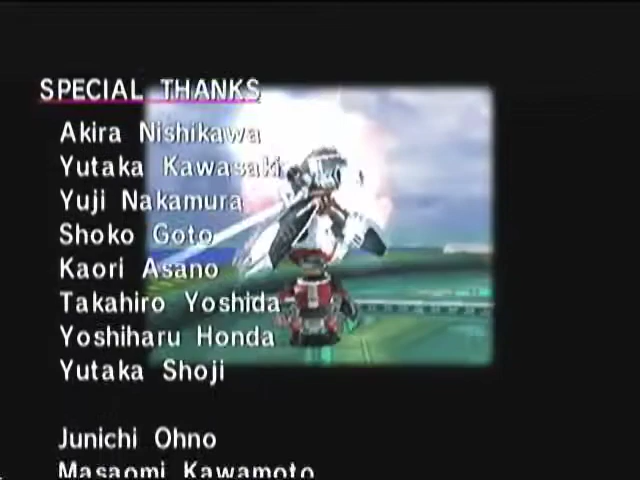 SPECIAL THANKS
Akira Nishikawa
Yutaka Kawasaki
Yuji Nakamura
Shoko Goto
Kaori Asano
Takahiro Yoshida
Yoshiharu Honda
Yutaka Shoji
Junichi Ohno
Masaomi Kawamoto